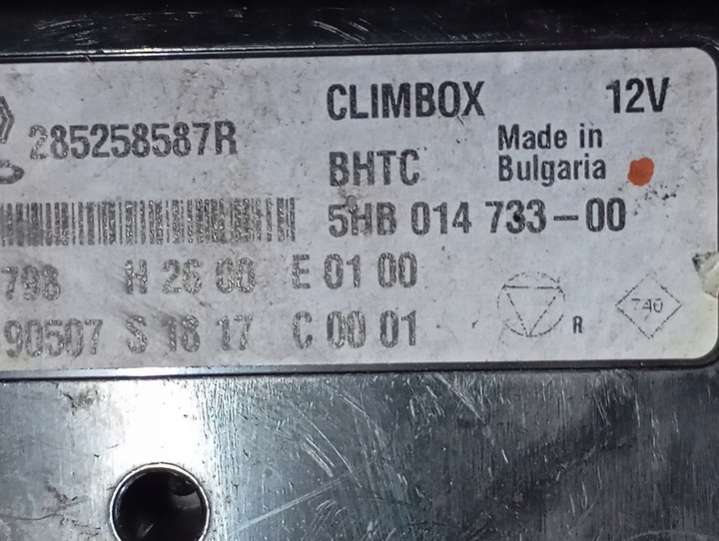 CLIMBOX 12V
285258587R
BHTC Made in
Bulgaria
5HB 014 733-00
798 H 26 00 E 01 00
90507 S 18 17 C 00 01
R
740